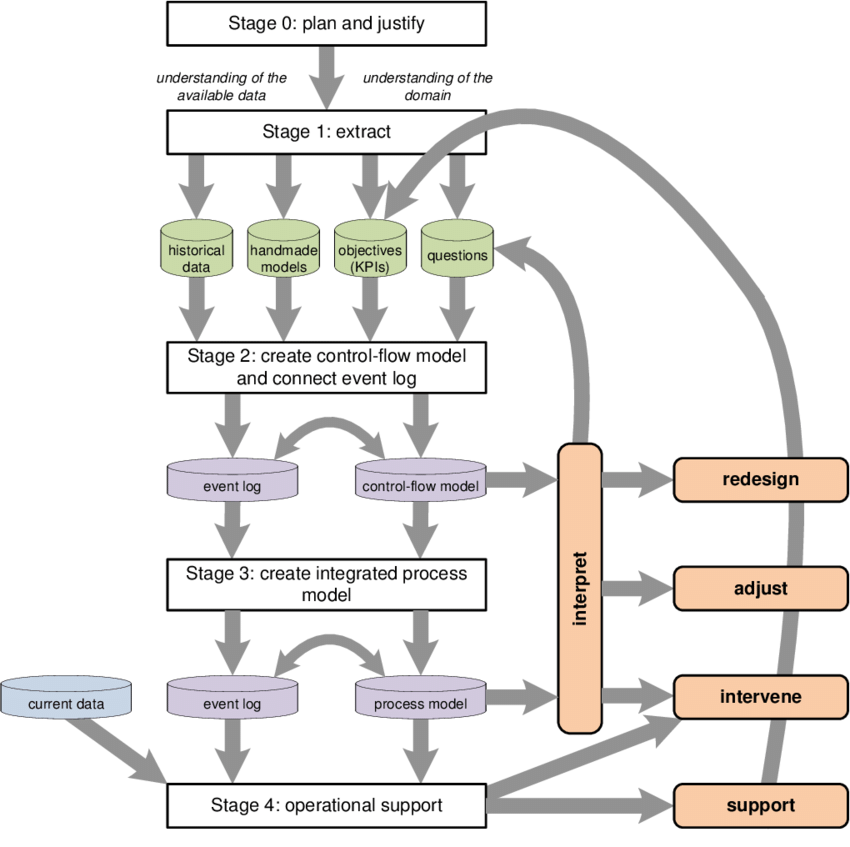 Stage 0: plan and justify
understanding of the
available data
understanding of the
domain
Stage 1: extract
historical
data
handmade
models
objectives
(KPIs)
questions
Stage 2: create control-flow model
and connect event log
event log
control-flow model
redesign
Stage 3: create integrated process
model
interpret
adjust
current data
event log
process model
intervene
Stage 4: operational support
support